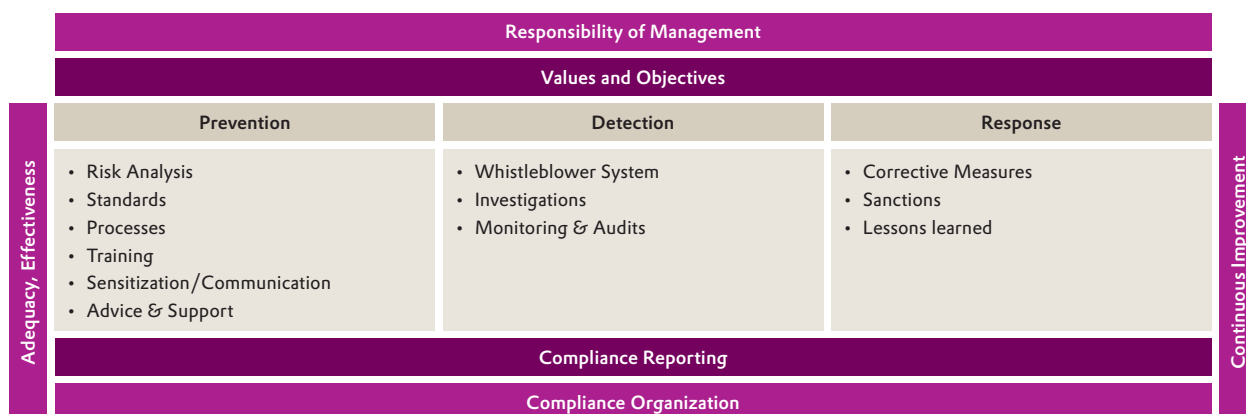 Responsibility of Management
Values and Objectives
Adequacy, Effectiveness
Prevention
• Risk Analysis
• Standards
• Processes
• Training
• Sensitization/Communication
• Advice & Support
Detection
• Whistleblower System
• Investigations
• Monitoring & Audits
Response
• Corrective Measures
• Sanctions
• Lessons learned
Continuous Improvement
Compliance Reporting
Compliance Organization